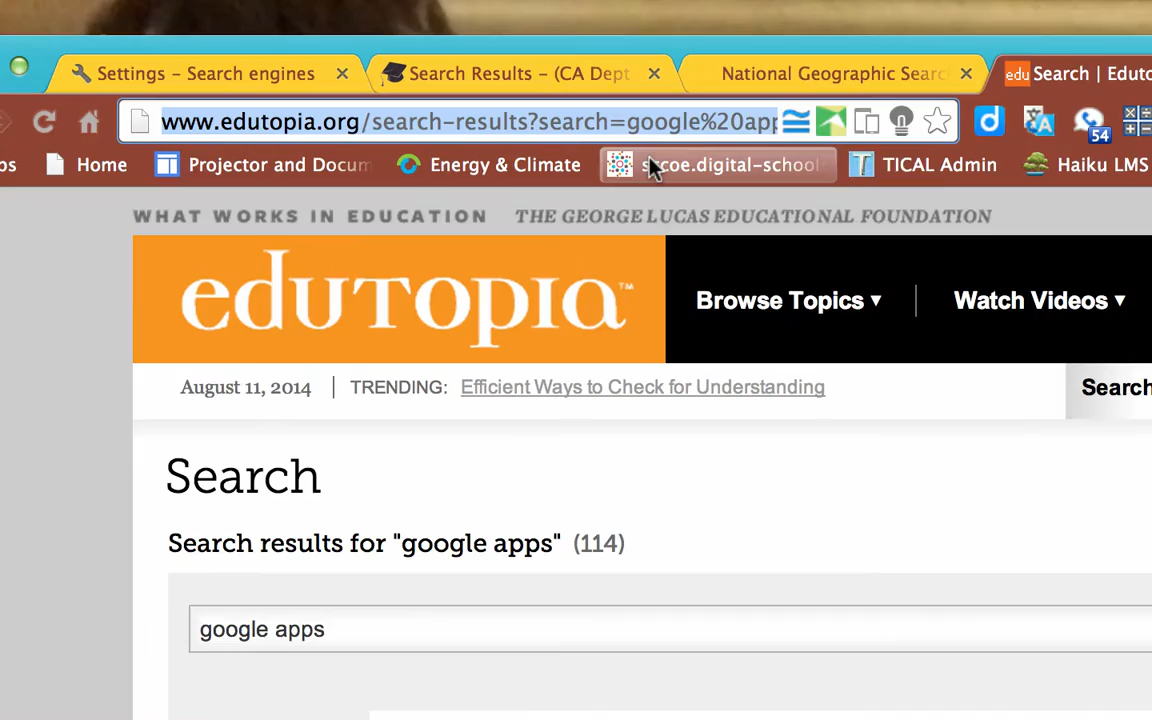 Settings – Search engines
Search Results – (CA Dept
National Geographic Searc
edu Search | Eduto
www.edutopia.org/search-results?search=google%20app
54
ps
Home
Projector and Docum
Energy & Climate
digital-school
T TICAL Admin
Haiku LMS
WHAT WORKS IN EDUCATION THE GEORGE LUCAS EDUCATIONAL FOUNDATION
edUTOPIA™
Browse Topics ▾
Watch Videos ▾
August 11, 2014 | TRENDING: Efficient Ways to Check for Understanding
Search
Search
Search results for "google apps" (114)
google apps